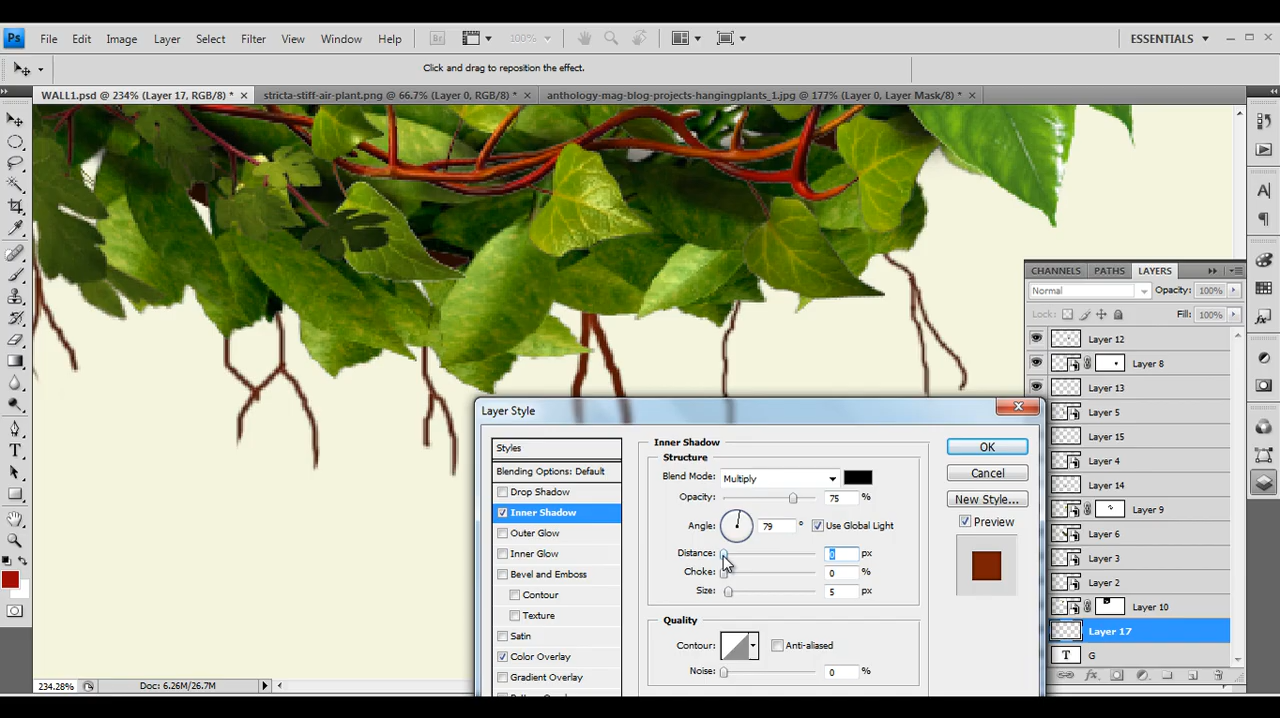 Ps File Edit Image Layer Select Filter View Window Help Br 100% ESSENTIALS
Click and drag to reposition the effect.
WALL1.psd @ 234% (Layer 17, RGB/8) * × stricta-stiff-air-plant.png @ 66.7% (Layer 0, RGB/8) * × anthology-mag-blog-projects-hangingplants_1.jpg @ 177% (Layer 0, Layer Mask/8) * ×
CHANNELS PATHS LAYERS
Normal Opacity: 100%
Lock: Fill: 100%
Layer 12
Layer 8
Layer 13
Layer 5
Layer 15
Layer 4
Layer 14
Layer 9
Layer 6
Layer 3
Layer 2
Layer 10
Layer 17
T G
Layer Style
Styles
Blending Options: Default
Drop Shadow
Inner Shadow
Outer Glow
Inner Glow
Bevel and Emboss
Contour
Texture
Satin
Color Overlay
Gradient Overlay
Inner Shadow
Structure
Blend Mode: Multiply
Opacity: 75 %
Angle: 79 ° Use Global Light
Distance: 0 px
Choke: 0 %
Size: 5 px
Quality
Contour: Anti-aliased
Noise: 0 %
OK
Cancel
New Style...
Preview
234.28% Doc: 6.26M/26.7M